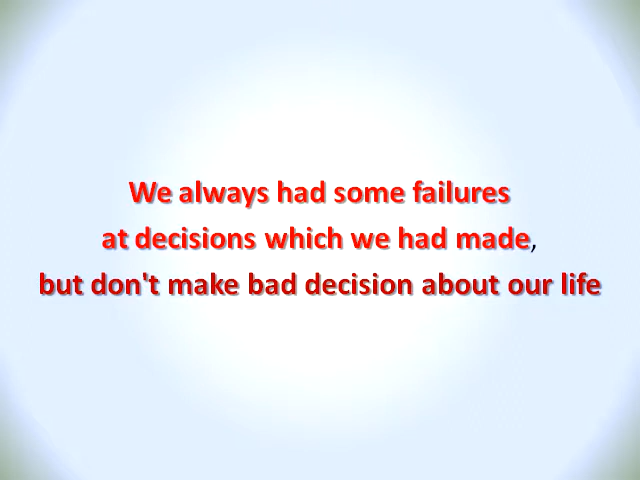 We always had some failures
at decisions which we had made,
but don't make bad decision about our life